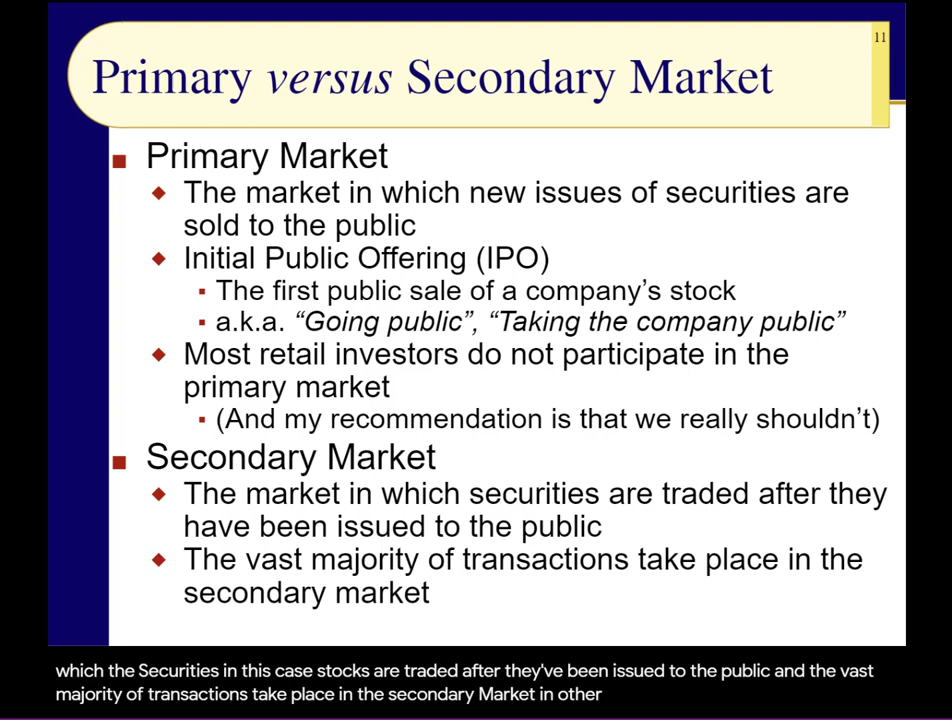 11
Primary versus Secondary Market
Primary Market
The market in which new issues of securities are
sold to the public
Initial Public Offering (IPO)
The first public sale of a company’s stock
a.k.a. “Going public”, “Taking the company public”
Most retail investors do not participate in the
primary market
(And my recommendation is that we really shouldn’t)
Secondary Market
The market in which securities are traded after they
have been issued to the public
The vast majority of transactions take place in the
secondary market
which the Securities in this case stocks are traded after they've been issued to the public and the vast
majority of transactions take place in the secondary Market in other